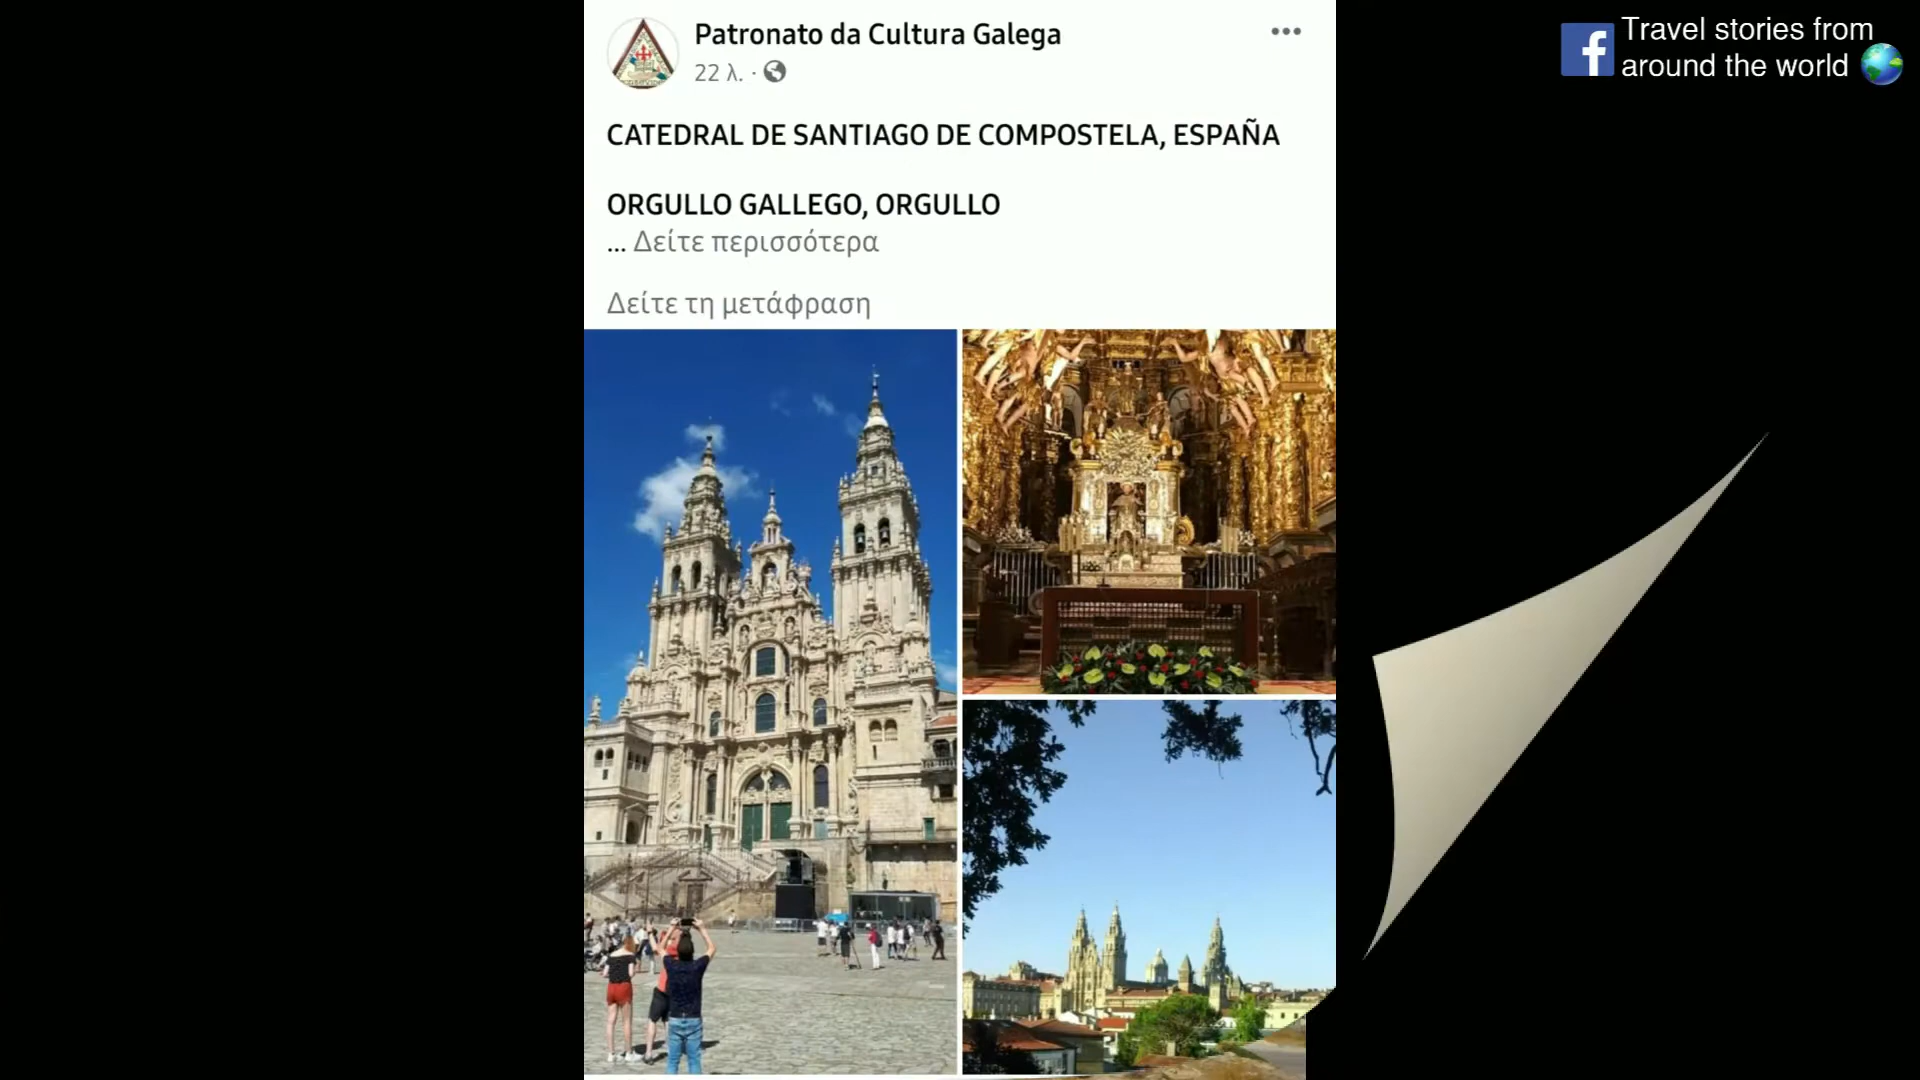 Patronato da Cultura Galega
22 λ. ·
CATEDRAL DE SANTIAGO DE COMPOSTELA, ESPAÑA
ORGULLO GALLEGO, ORGULLO
... Δείτε περισσότερα
Δείτε τη μετάφραση
Travel stories from
around the world